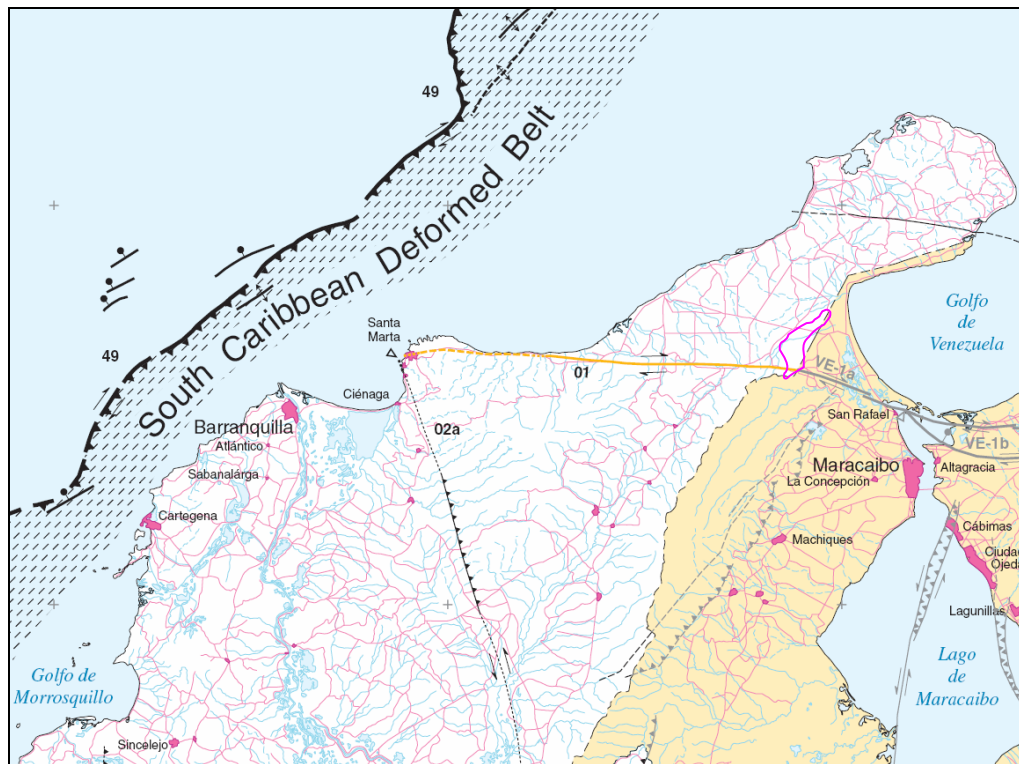 49
South Caribbean Deformed Belt
49
Golfo
de
Venezuela
Santa
Marta
01
VE-1a
Ciénaga
San Rafael
Barranquilla
02a
VE-1b
Atlántico
Maracaibo
Altagracia
Sabanalárga
La Concepción
Cartegena
Cábimas
Machiques
Ciudad
Ojeda
Lagunillas
Golfo de
Morrosquillo
Lago
de
Maracaibo
Sincelejo